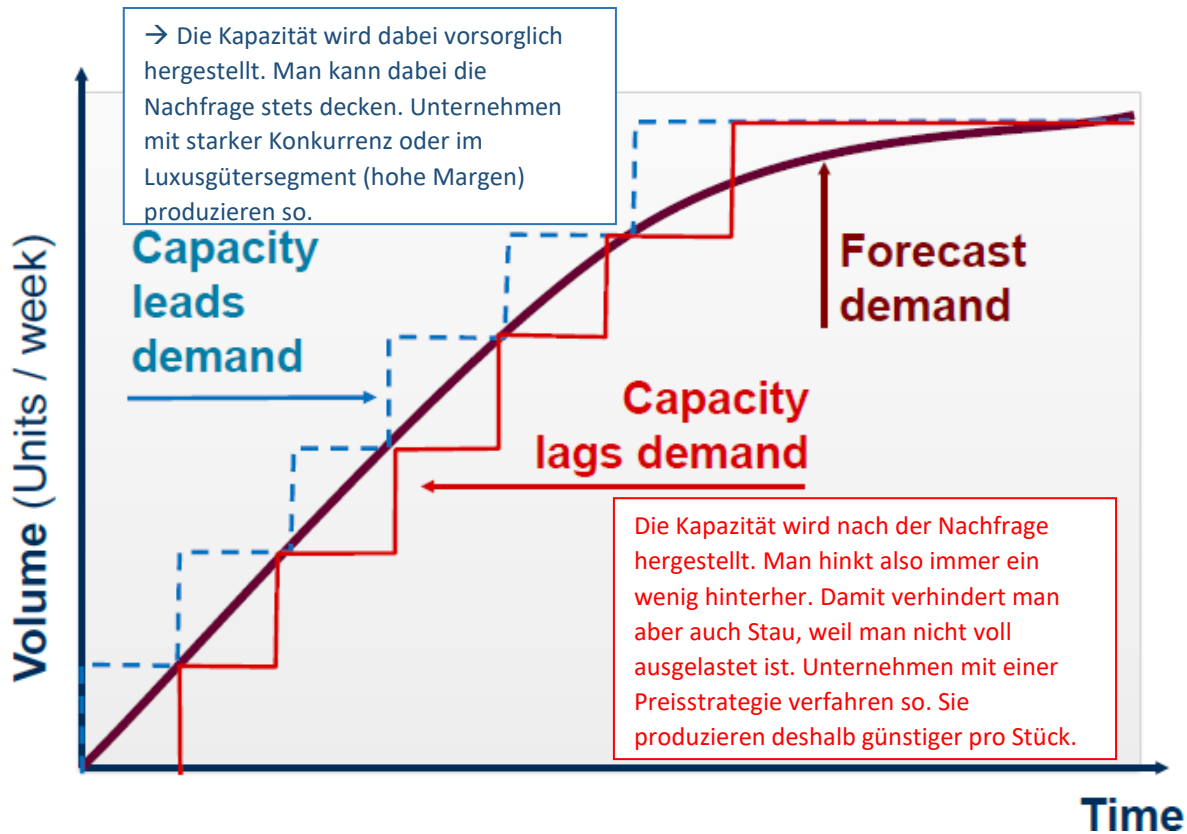 → Die Kapazität wird dabei vorsorglich
hergestellt. Man kann dabei die
Nachfrage stets decken. Unternehmen
mit starker Konkurrenz oder im
Luxusgütersegment (hohe Margen)
produzieren so.
Capacity
leads
demand
Forecast
demand
Capacity
lags demand
Die Kapazität wird nach der Nachfrage
hergestellt. Man hinkt also immer ein
wenig hinterher. Damit verhindert man
aber auch Stau, weil man nicht voll
ausgelastet ist. Unternehmen mit einer
Preisstrategie verfahren so. Sie
produzieren deshalb günstiger pro Stück.
Volume (Units / week)
Time